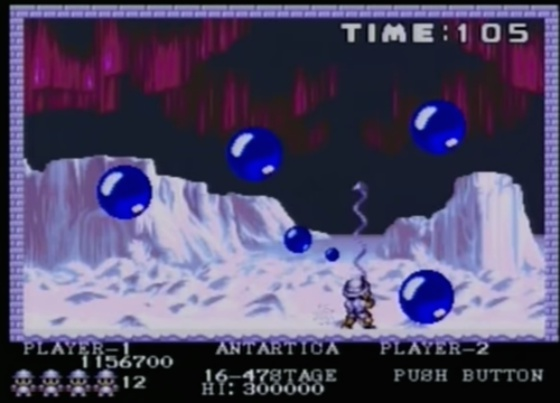 TIME:105
PLAYER-1
ANTARTICA
PLAYER-2
1156700
12
16-47STAGE
PUSH BUTTON
HI: 300000